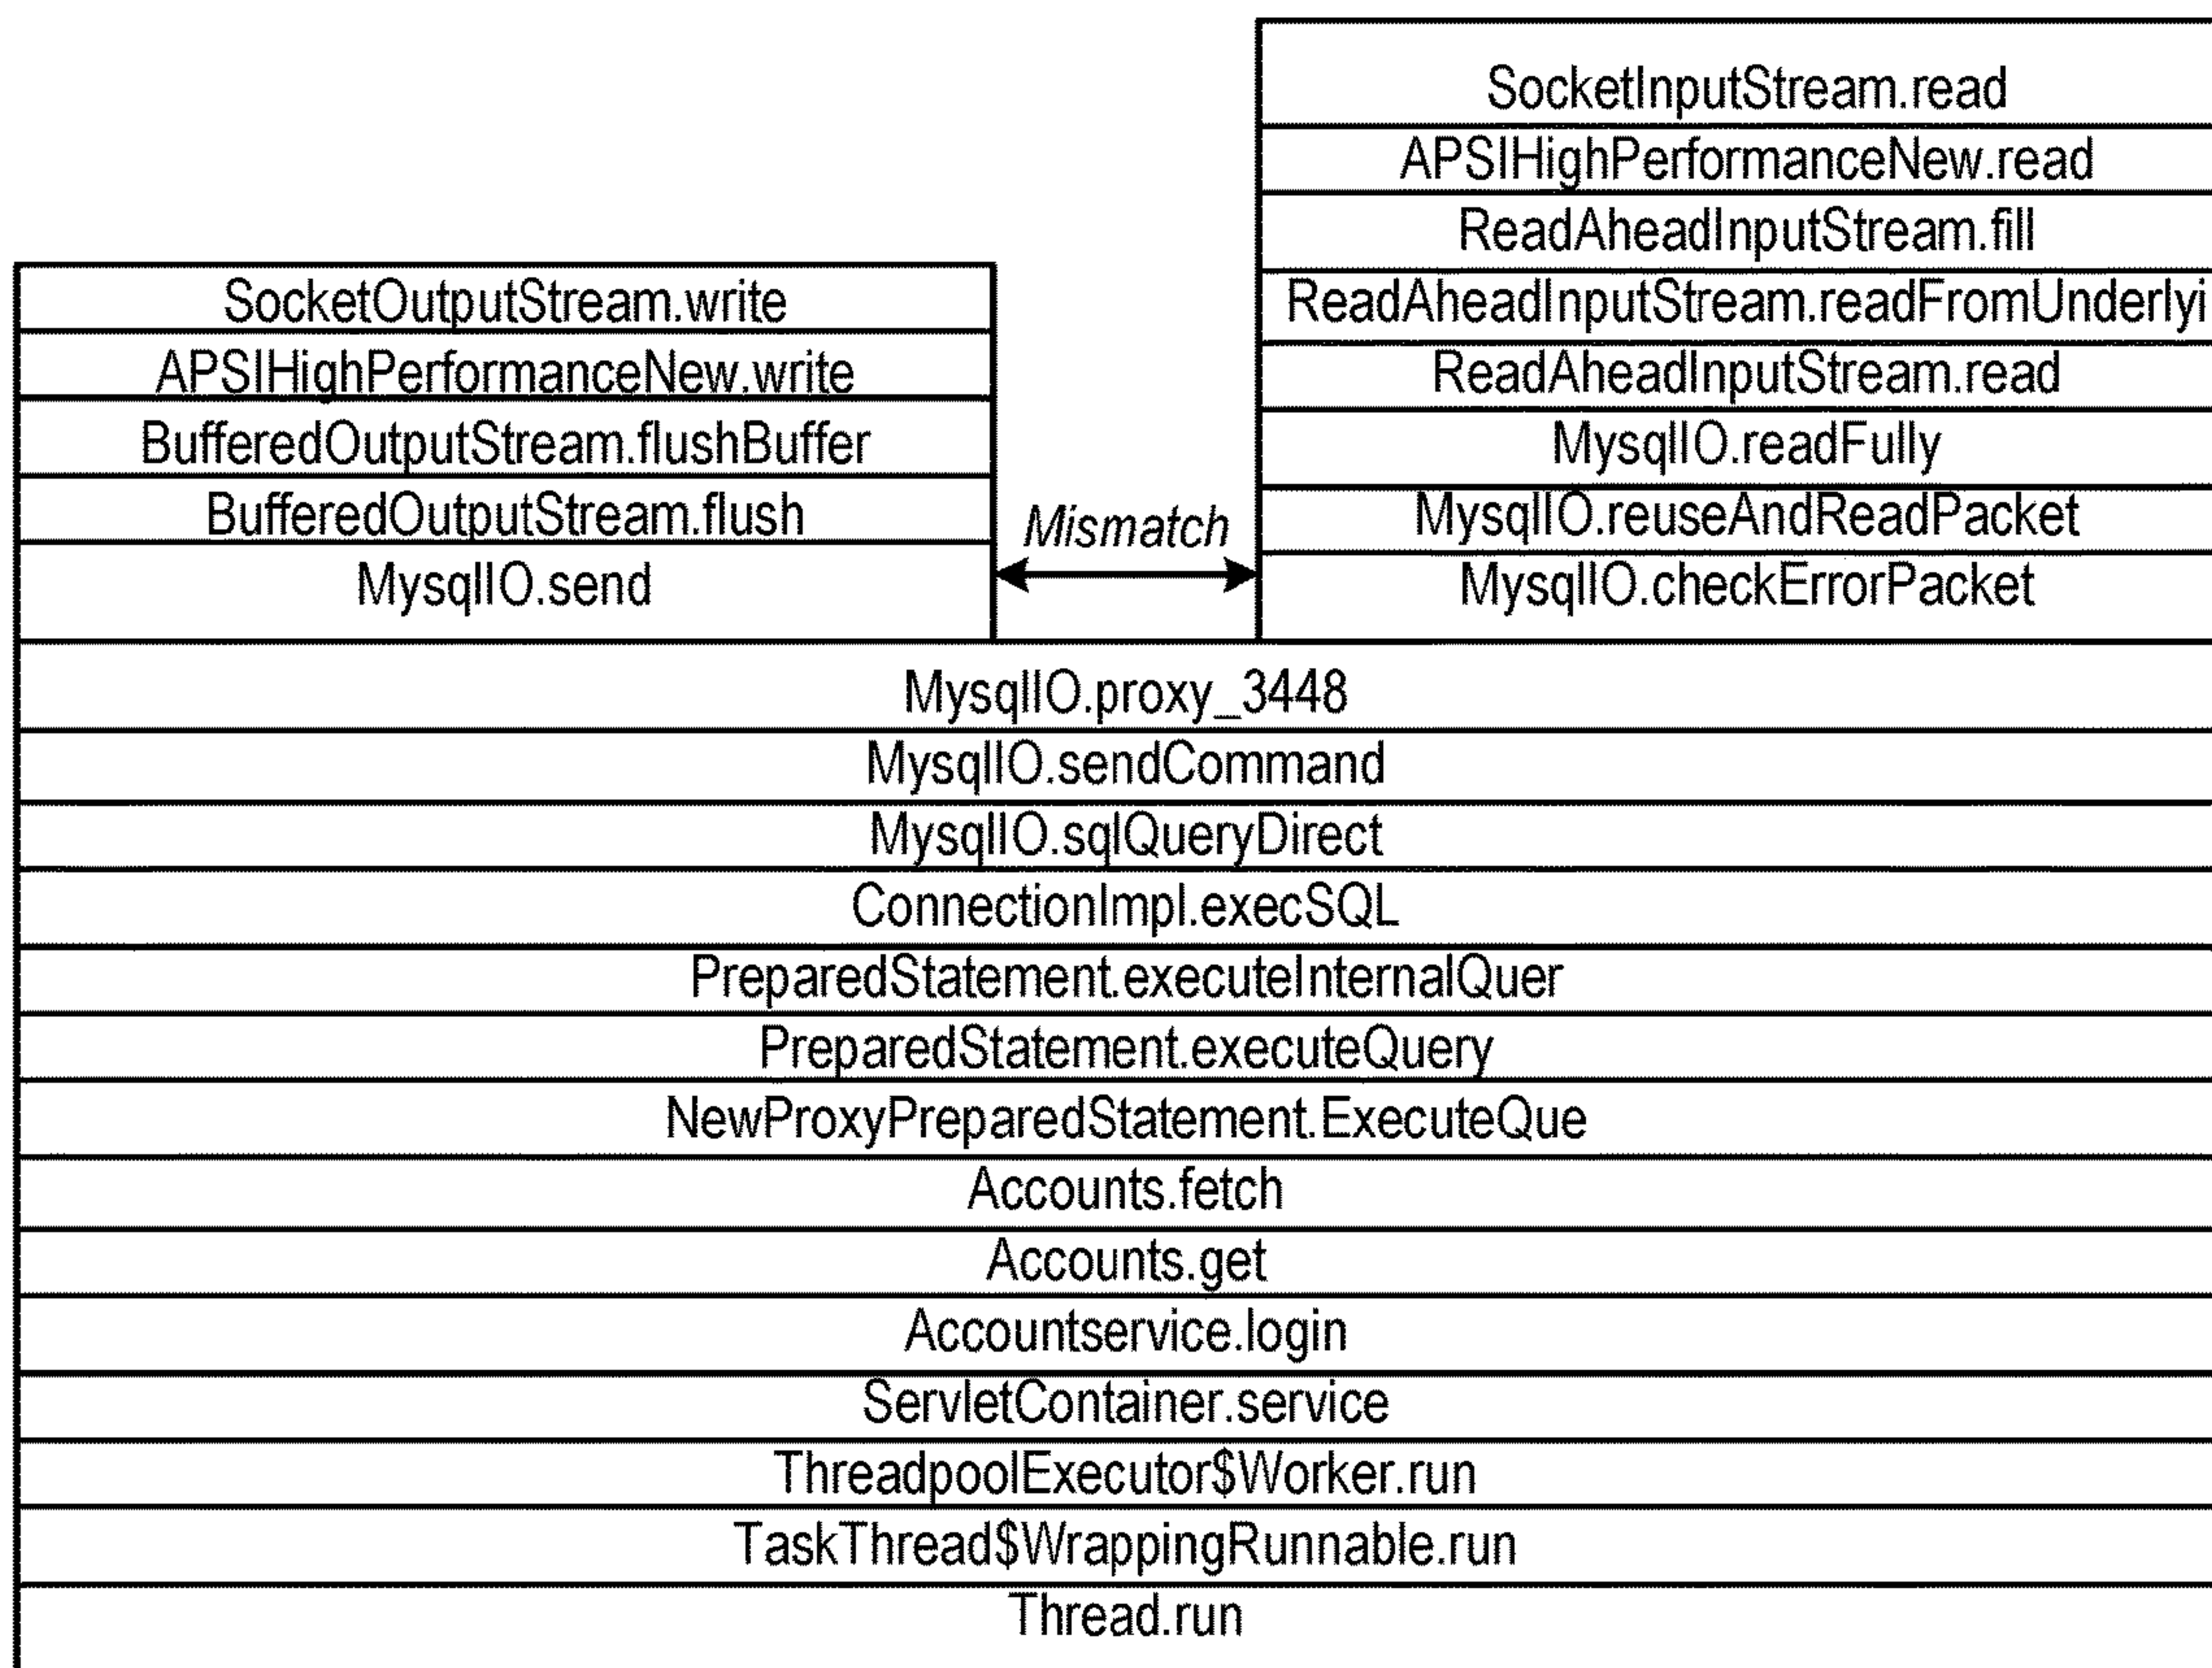 SocketInputStream.read
APSIHighPerformanceNew.read
ReadAheadInputStream.fill
ReadAheadInputStream.readFromUnderlyi
ReadAheadInputStream.read
MysqlIO.readFully
MysqlIO.reuseAndReadPacket
MysqlIO.checkErrorPacket
SocketOutputStream.write
APSIHighPerformanceNew.write
BufferedOutputStream.flushBuffer
BufferedOutputStream.flush
MysqlIO.send
Mismatch
MysqlIO.proxy_3448
MysqlIO.sendCommand
MysqlIO.sqlQueryDirect
ConnectionImpl.execSQL
PreparedStatement.executeInternalQuer
PreparedStatement.executeQuery
NewProxyPreparedStatement.ExecuteQue
Accounts.fetch
Accounts.get
Accountservice.login
ServletContainer.service
ThreadpoolExecutor$Worker.run
TaskThread$WrappingRunnable.run
Thread.run